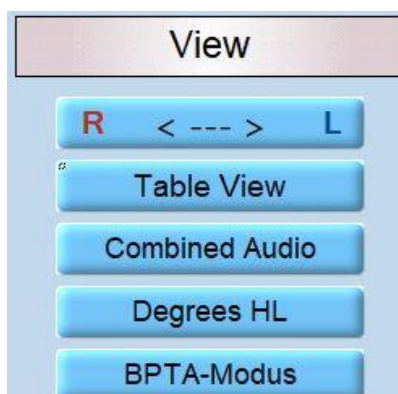 View
R < --- > L
Table View
Combined Audio
Degrees HL
BPTA-Modus